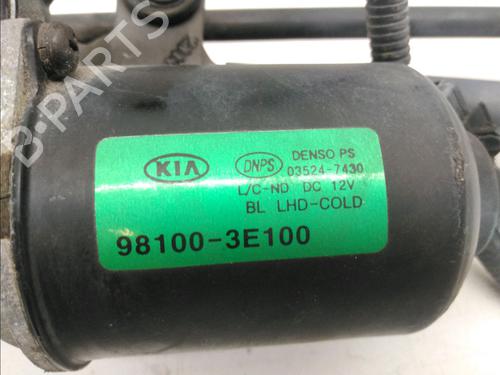 KIA DNPS DENSO PS
03524-7430
L/C-ND DC 12V
BL LHD-COLD
98100-3E100
B-PARTS